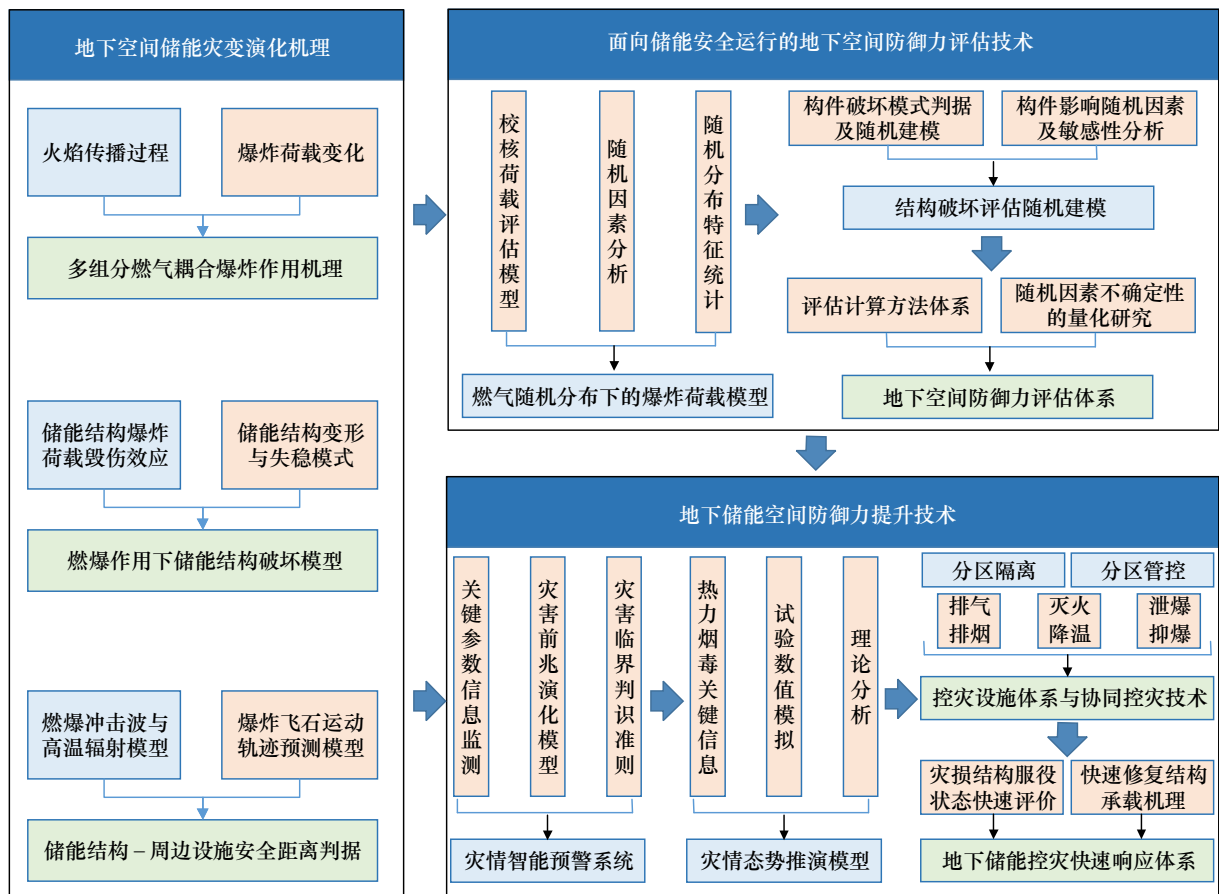 地下空间储能灾变演化机理
火焰传播过程
爆炸荷载变化
多组分燃气耦合爆炸作用机理
储能结构爆炸
荷载毁伤效应
储能结构变形
与失稳模式
燃爆作用下储能结构破坏模型
燃爆冲击波与
高温辐射模型
爆炸飞石运动
轨迹预测模型
储能结构–周边设施安全距离判据
面向储能安全运行的地下空间防御力评估技术
校核荷载评估模型
随机因素分析
随机分布特征统计
燃气随机分布下的爆炸荷载模型
构件破坏模式判据
及随机建模
构件影响随机因素
及敏感性分析
结构破坏评估随机建模
评估计算方法体系
随机因素不确定性
的量化研究
地下空间防御力评估体系
地下储能空间防御力提升技术
关键参数信息监测
灾害前兆演化模型
灾害临界判识准则
灾情智能预警系统
热力烟毒关键信息
试验数值模拟
理论分析
灾情态势推演模型
分区隔离
分区管控
排气
排烟
灭火
降温
泄爆
抑爆
控灾设施体系与协同控灾技术
灾损结构服役
状态快速评价
快速修复结构
承载机理
地下储能控灾快速响应体系